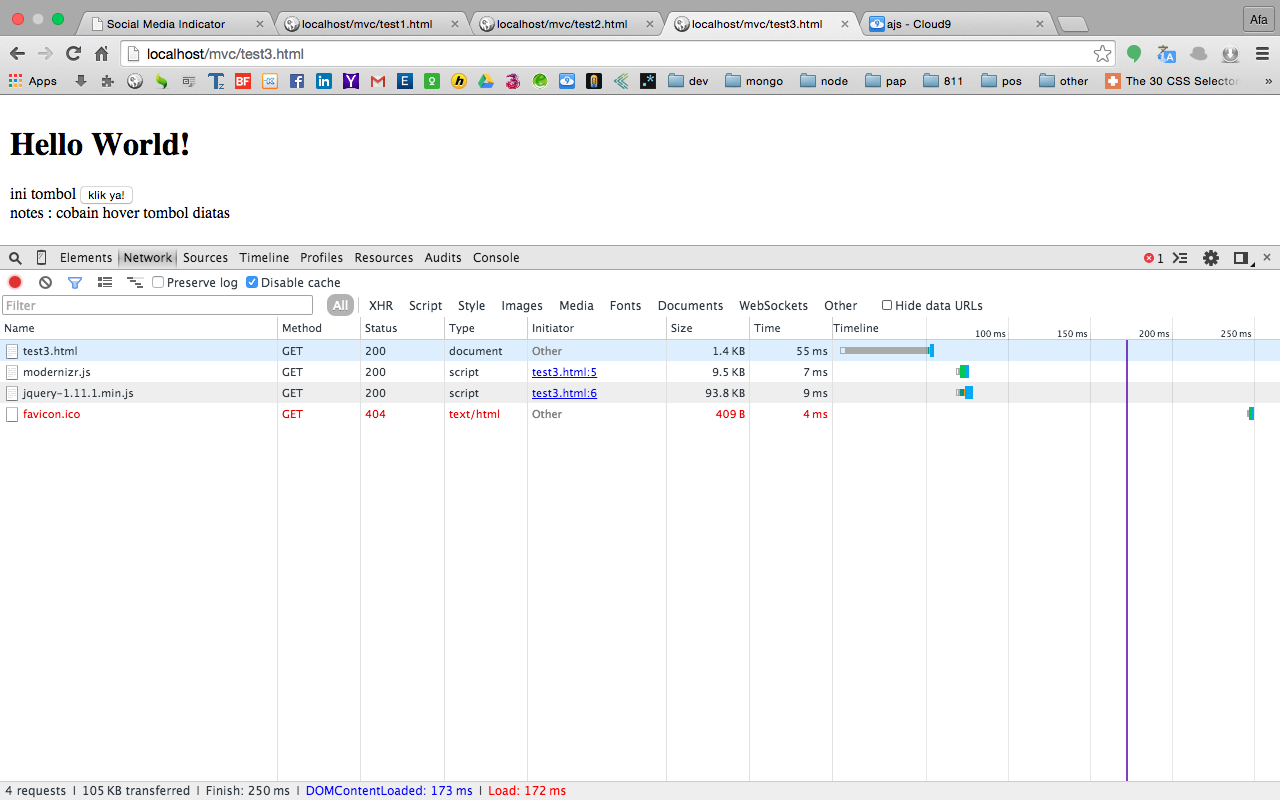 Social Media Indicator
localhost/mvc/test1.html
localhost/mvc/test2.html
localhost/mvc/test3.html
ajs - Cloud9
Afa
localhost/mvc/test3.html
Apps
BF
dev
mongo
node
pap
811
pos
other
The 30 CSS Selector
»
Hello World!
ini tombol klik ya!
notes : cobain hover tombol diatas
Elements Network Sources Timeline Profiles Resources Audits Console
1
Preserve log Disable cache
Filter All XHR Script Style Images Media Fonts Documents WebSockets Other Hide data URLs
Name Method Status Type Initiator Size Time Timeline 100 ms 150 ms 200 ms 250 ms
test3.html GET 200 document Other 1.4 KB 55 ms
modernizr.js GET 200 script test3.html:5 9.5 KB 7 ms
jquery-1.11.1.min.js GET 200 script test3.html:6 93.8 KB 9 ms
favicon.ico GET 404 text/html Other 409 B 4 ms
4 requests | 105 KB transferred | Finish: 250 ms | DOMContentLoaded: 173 ms | Load: 172 ms